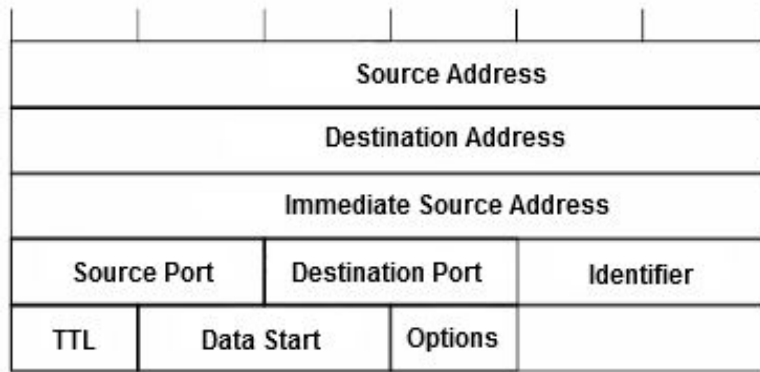 Source Address
Destination Address
Immediate Source Address
Source Port Destination Port Identifier
TTL Data Start Options